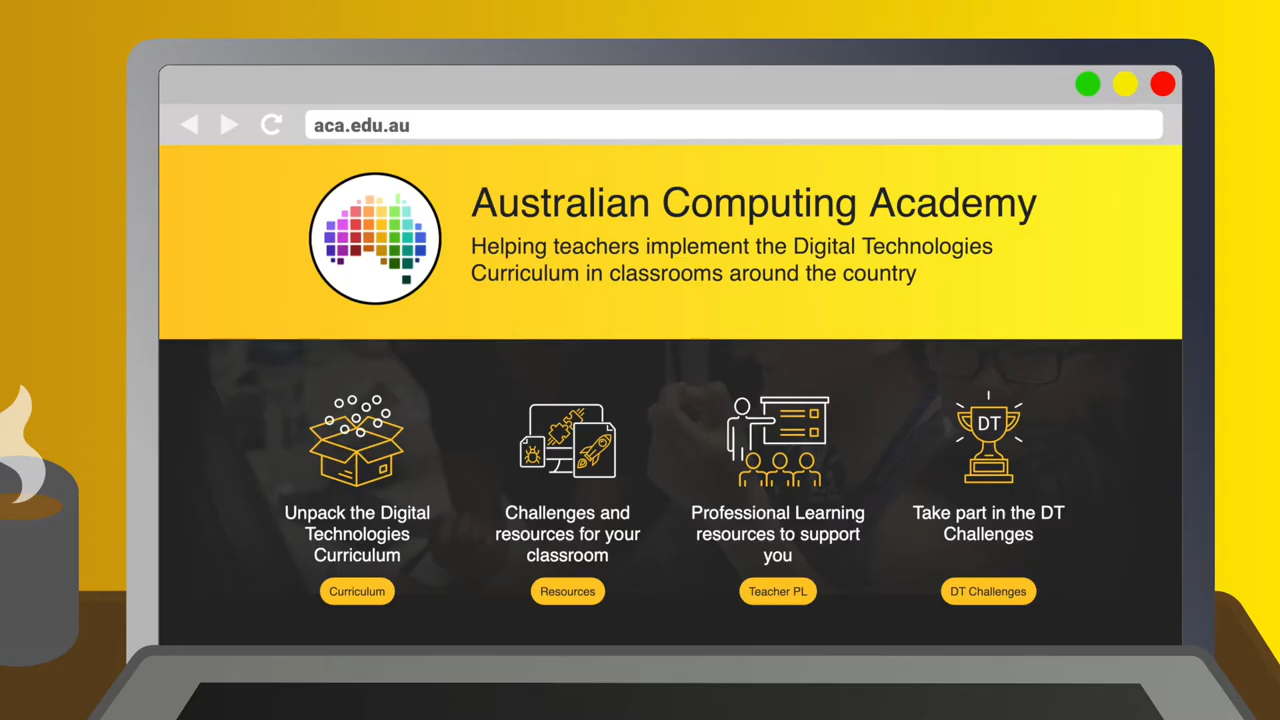 aca.edu.au
Australian Computing Academy
Helping teachers implement the Digital Technologies
Curriculum in classrooms around the country
DT
Unpack the Digital
Technologies
Curriculum
Curriculum
Challenges and
resources for your
classroom
Resources
Professional Learning
resources to support
you
Teacher PL
Take part in the DT
Challenges
DT Challenges